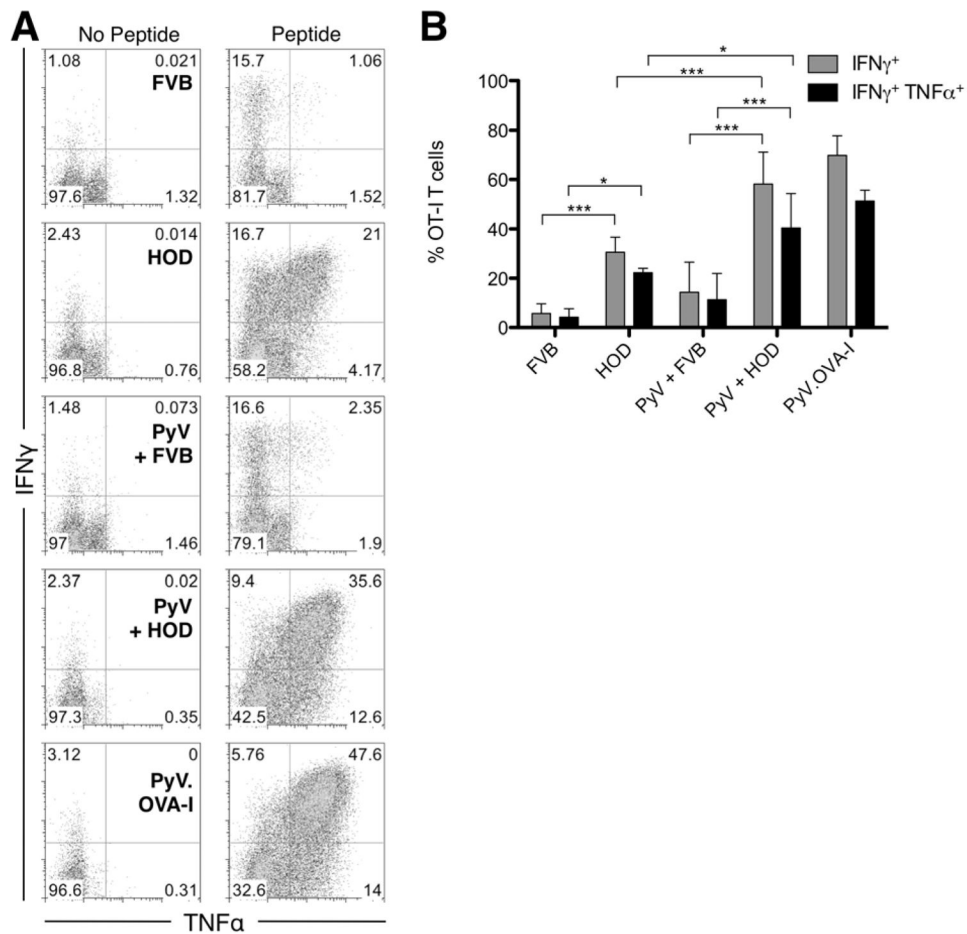 A
No Peptide Peptide
1.08 0.021 15.7 1.06
FVB
97.6 1.32 81.7 1.52
2.43 0.014 16.7 21
HOD
96.8 0.76 58.2 4.17
1.48 0.073 16.6 2.35
PyV
+ FVB
97 1.46 79.1 1.9
2.37 0.02 9.4 35.6
PyV
+ HOD
97.3 0.35 42.5 12.6
3.12 0 5.76 47.6
PyV.
OVA-I
96.6 0.31 32.6 14
IFNγ
TNFα
B
IFNγ⁺
IFNγ⁺ TNFα⁺
% OT-I T cells
100
80
60
40
20
0
*
***
***
***
*
***
FVB
HOD
PyV + FVB
PyV + HOD
PyV.OVA-I